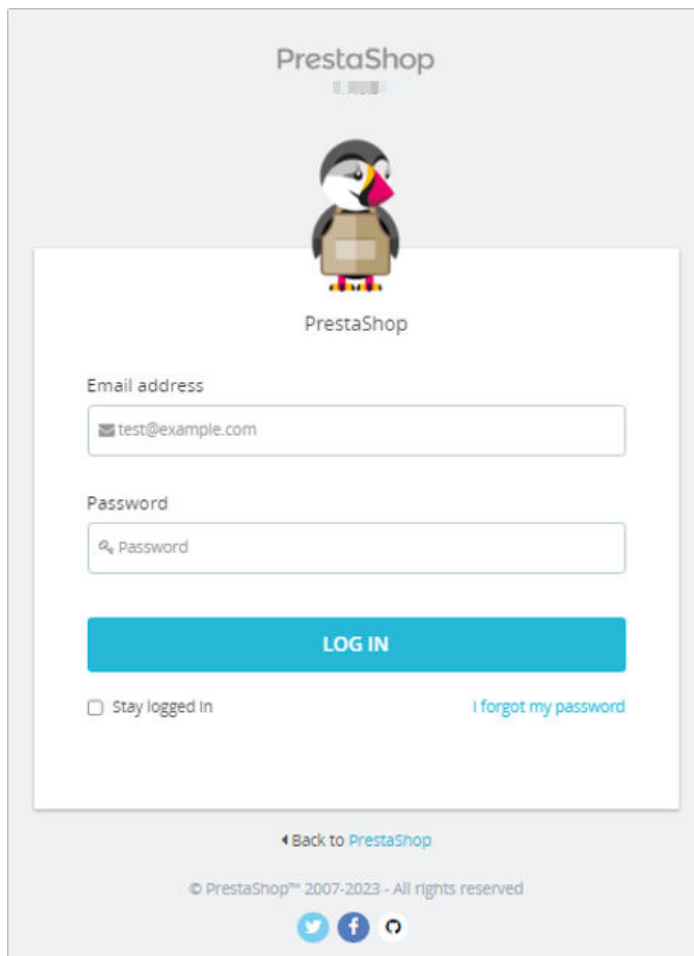 PrestaShop
PrestaShop
Email address
test@example.com
Password
Password
LOG IN
Stay logged in
I forgot my password
Back to PrestaShop
© PrestaShop™ 2007-2023 - All rights reserved